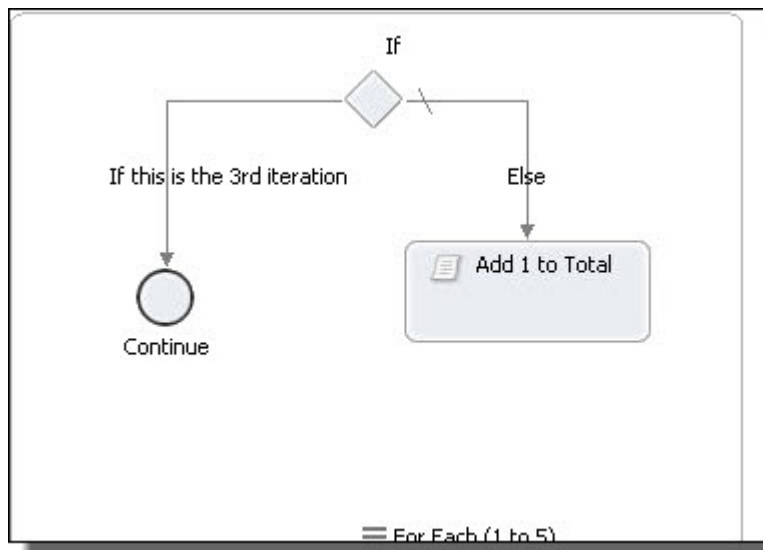 If
If this is the 3rd iteration
Else
Add 1 to Total
Continue
For Each (1 to 5)